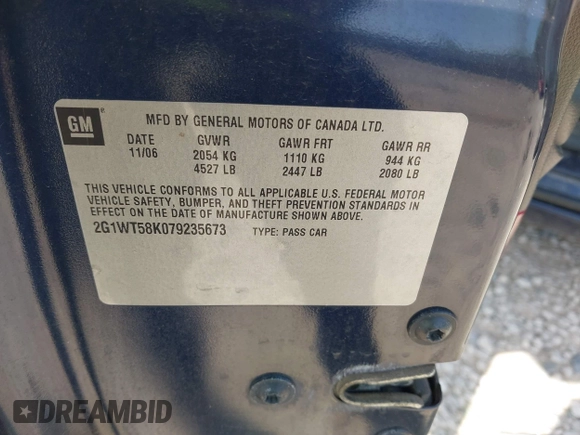 GM
MFD BY GENERAL MOTORS OF CANADA LTD.
DATE GVWR GAWR FRT GAWR RR
11/06 2054 KG 1110 KG 944 KG
4527 LB 2447 LB 2080 LB
THIS VEHICLE CONFORMS TO ALL APPLICABLE U.S. FEDERAL MOTOR
VEHICLE SAFETY, BUMPER, AND THEFT PREVENTION STANDARDS IN
EFFECT ON THE DATE OF MANUFACTURE SHOWN ABOVE.
2G1WT58K079235673 TYPE: PASS CAR
DREAMBID